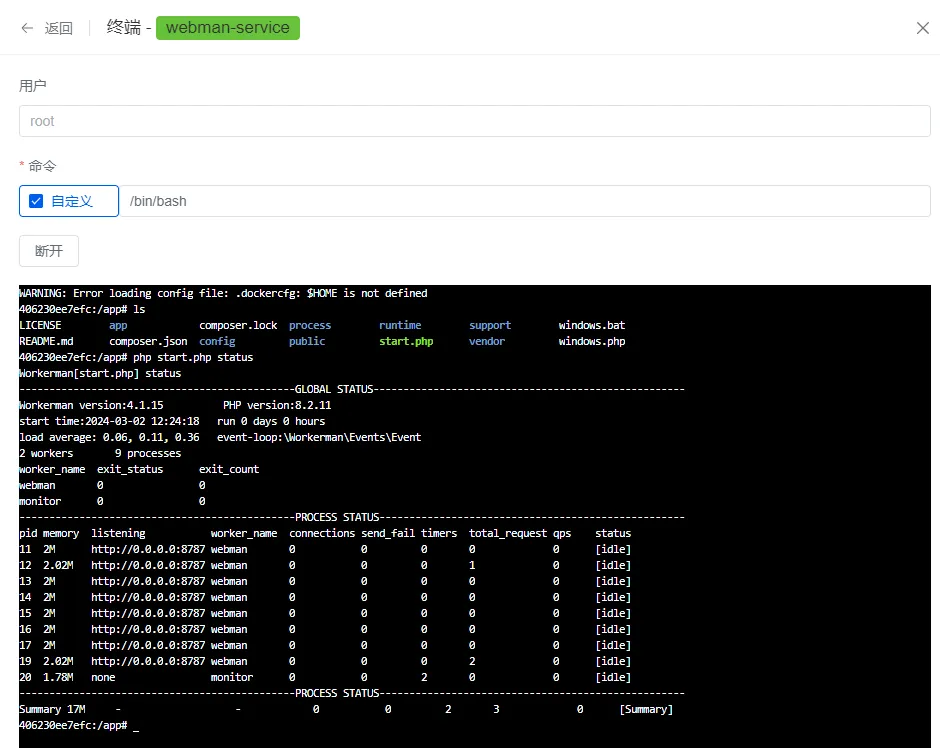 返回 终端 - webman-service
用户
root
* 命令
自定义 /bin/bash
断开
WARNING: Error loading config file: .dockercfg: $HOME is not defined
406230ee7efc:/app# ls
LICENSE app composer.lock process runtime support windows.bat
README.md composer.json config public start.php vendor windows.php
406230ee7efc:/app# php start.php status
Workerman[start.php] status
----------------------------------------------GLOBAL STATUS----------------------------------------------------
Workerman version:4.1.15 PHP version:8.2.11
start time:2024-03-02 12:24:18 run 0 days 0 hours
load average: 0.06, 0.11, 0.36 event-loop:\Workerman\Events\Event
2 workers 9 processes
worker_name exit_status exit_count
webman 0 0
monitor 0 0
----------------------------------------------PROCESS STATUS---------------------------------------------------
pid memory listening worker_name connections send_fail timers total_request qps status
11 2M http://0.0.0.0:8787 webman 0 0 0 0 0 [idle]
12 2.02M http://0.0.0.0:8787 webman 0 0 0 1 0 [idle]
13 2M http://0.0.0.0:8787 webman 0 0 0 0 0 [idle]
14 2M http://0.0.0.0:8787 webman 0 0 0 0 0 [idle]
15 2M http://0.0.0.0:8787 webman 0 0 0 0 0 [idle]
16 2M http://0.0.0.0:8787 webman 0 0 0 0 0 [idle]
17 2M http://0.0.0.0:8787 webman 0 0 0 0 0 [idle]
19 2.02M http://0.0.0.0:8787 webman 0 0 0 2 0 [idle]
20 1.78M none monitor 0 0 2 0 0 [idle]
----------------------------------------------PROCESS STATUS---------------------------------------------------
Summary 17M - - 0 0 2 3 0 [Summary]
406230ee7efc:/app# _